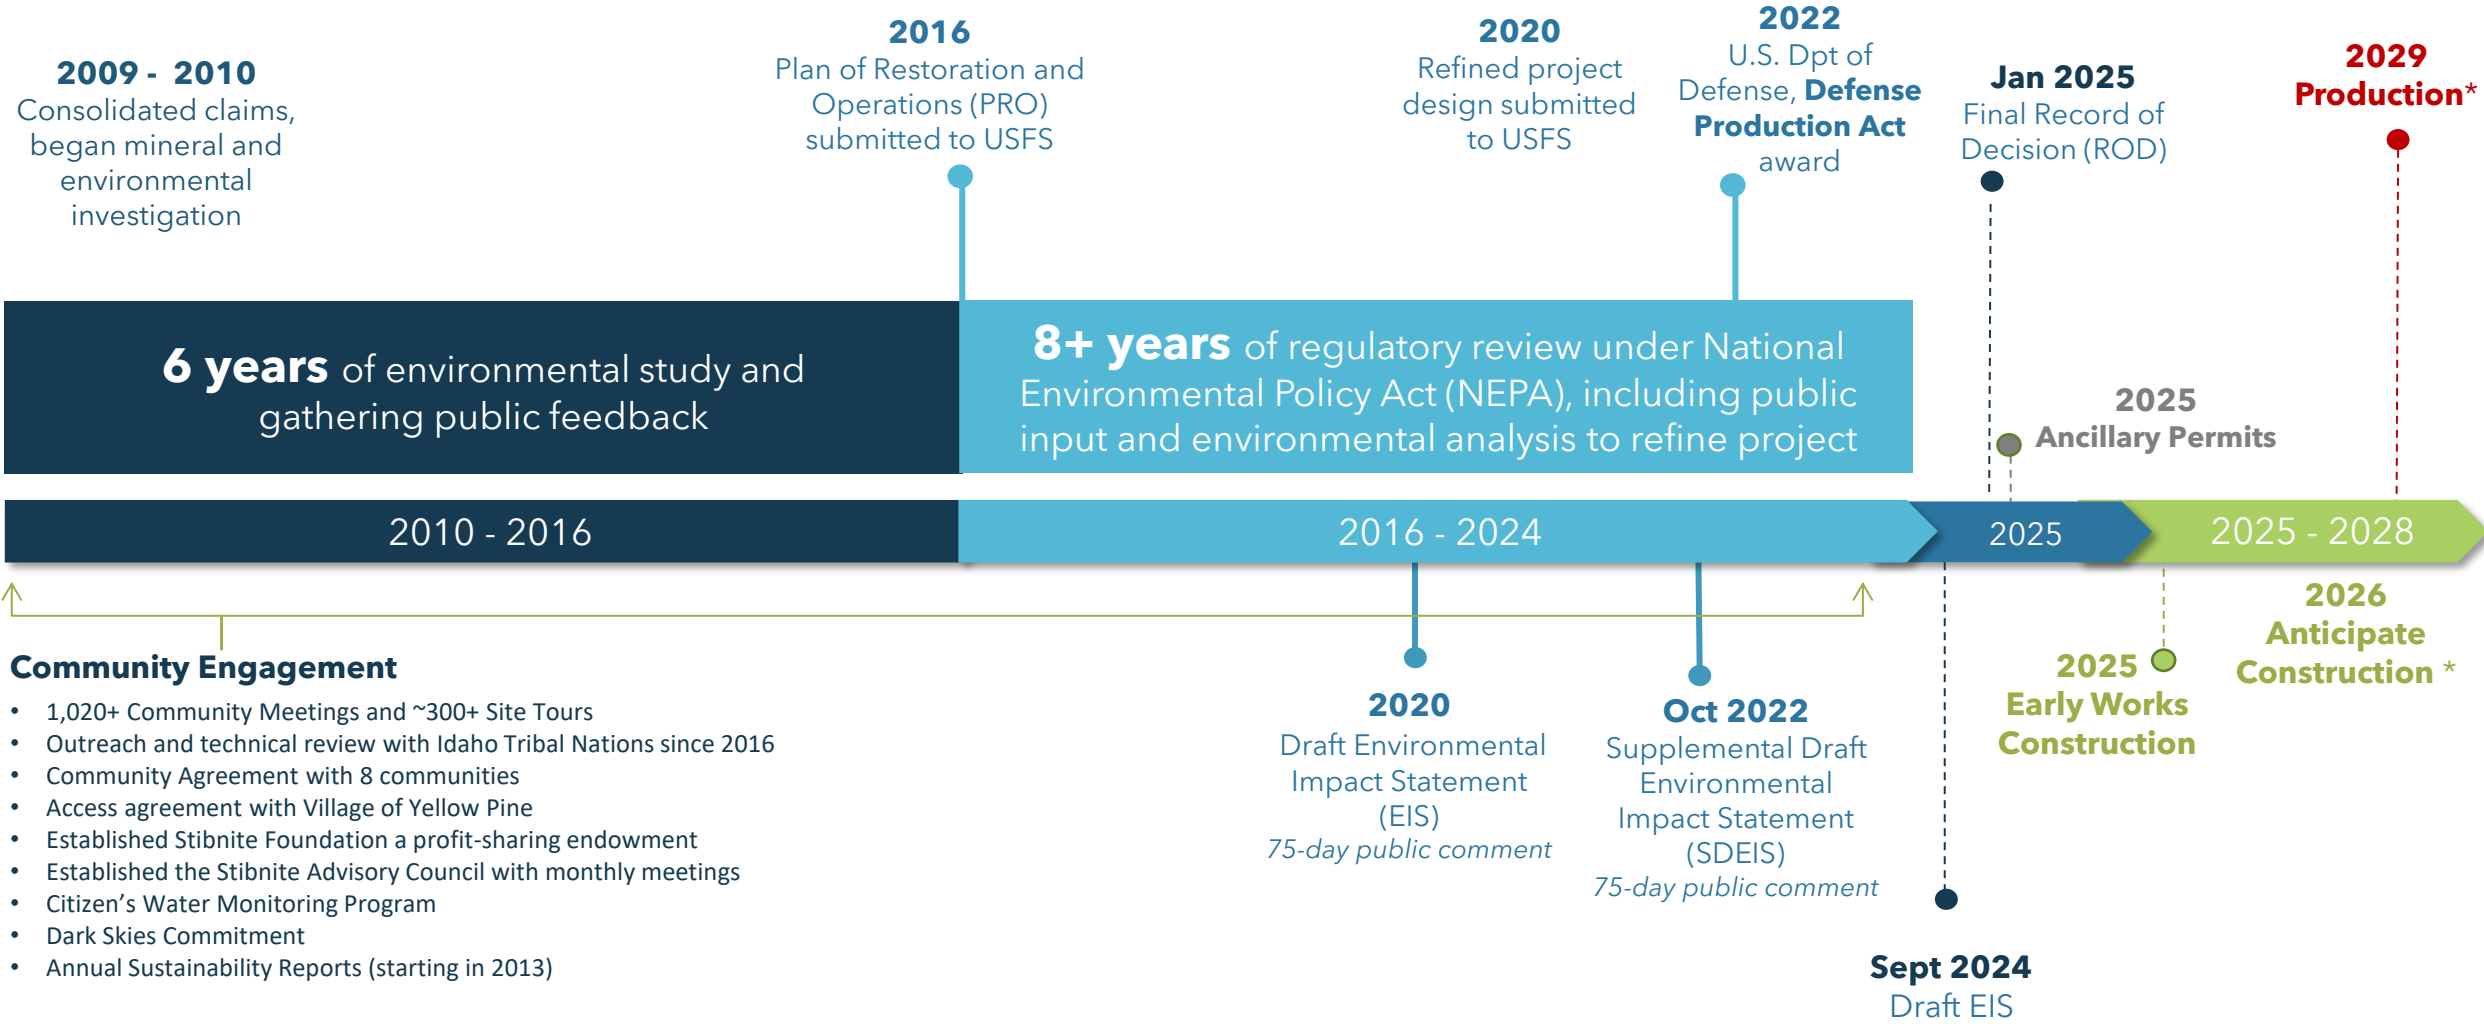 2009 - 2010
Consolidated claims,
began mineral and
environmental
investigation
2016
Plan of Restoration and
Operations (PRO)
submitted to USFS
2020
Refined project
design submitted
to USFS
2022
U.S. Dpt of
Defense, Defense
Production Act
award
Jan 2025
Final Record of
Decision (ROD)
2029
Production*
6 years of environmental study and
gathering public feedback
8+ years of regulatory review under National
Environmental Policy Act (NEPA), including public
input and environmental analysis to refine project
2025
Ancillary Permits
2010 - 2016
2016 - 2024
2025
2025 - 2028
Community Engagement
• 1,020+ Community Meetings and ~300+ Site Tours
• Outreach and technical review with Idaho Tribal Nations since 2016
• Community Agreement with 8 communities
• Access agreement with Village of Yellow Pine
• Established Stibnite Foundation a profit-sharing endowment
• Established the Stibnite Advisory Council with monthly meetings
• Citizen’s Water Monitoring Program
• Dark Skies Commitment
• Annual Sustainability Reports (starting in 2013)
2020
Draft Environmental
Impact Statement
(EIS)
75-day public comment
Oct 2022
Supplemental Draft
Environmental
Impact Statement
(SDEIS)
75-day public comment
Sept 2024
Draft EIS
2025
Early Works
Construction
2026
Anticipate
Construction *